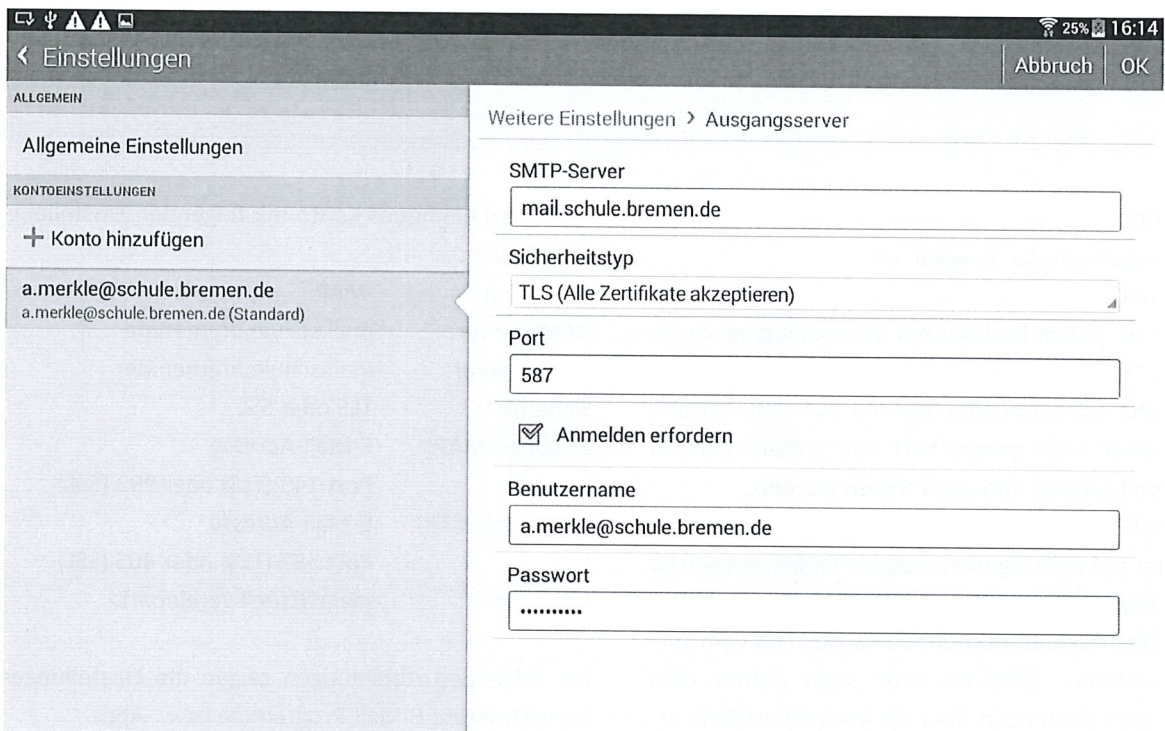 25% 16:14
Einstellungen
Abbruch OK
ALLGEMEIN
Allgemeine Einstellungen
KONTOEINSTELLUNGEN
+ Konto hinzufügen
a.merkle@schule.bremen.de
a.merkle@schule.bremen.de (Standard)
Weitere Einstellungen > Ausgangsserver
SMTP-Server
mail.schule.bremen.de
Sicherheitstyp
TLS (Alle Zertifikate akzeptieren)
Port
587
Anmelden erfordern
Benutzername
a.merkle@schule.bremen.de
Passwort
••••••••••